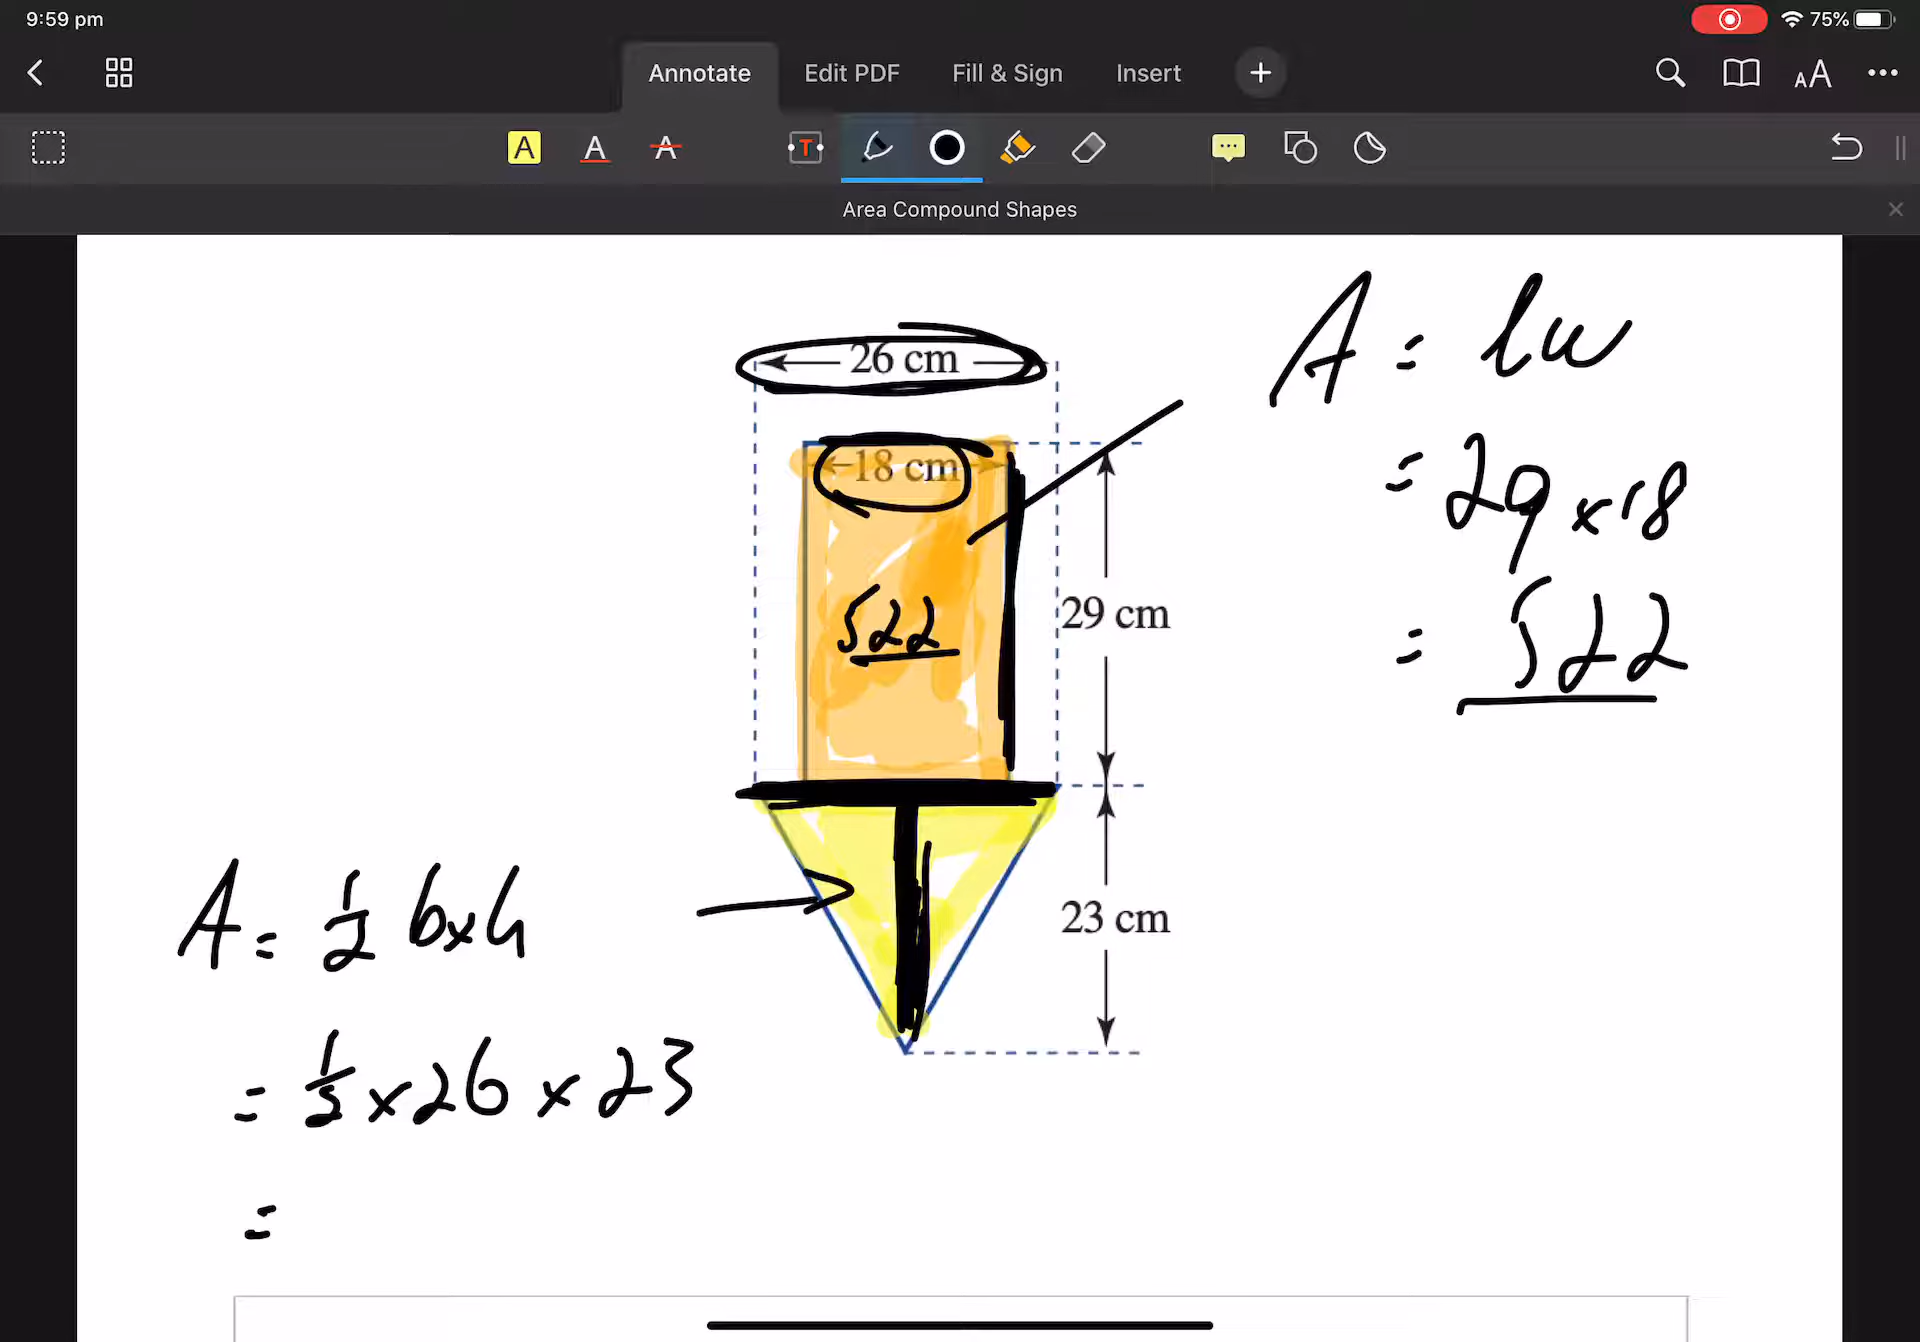 9:59 pm
75%
Annotate
Edit PDF
Fill & Sign
Insert
A
A
A
T
AA
Area Compound Shapes
26 cm
18 cm
29 cm
23 cm
522
A = lw
= 29 x 18
= 522
A = 1/2 b x h
= 1/2 x 26 x 23
=